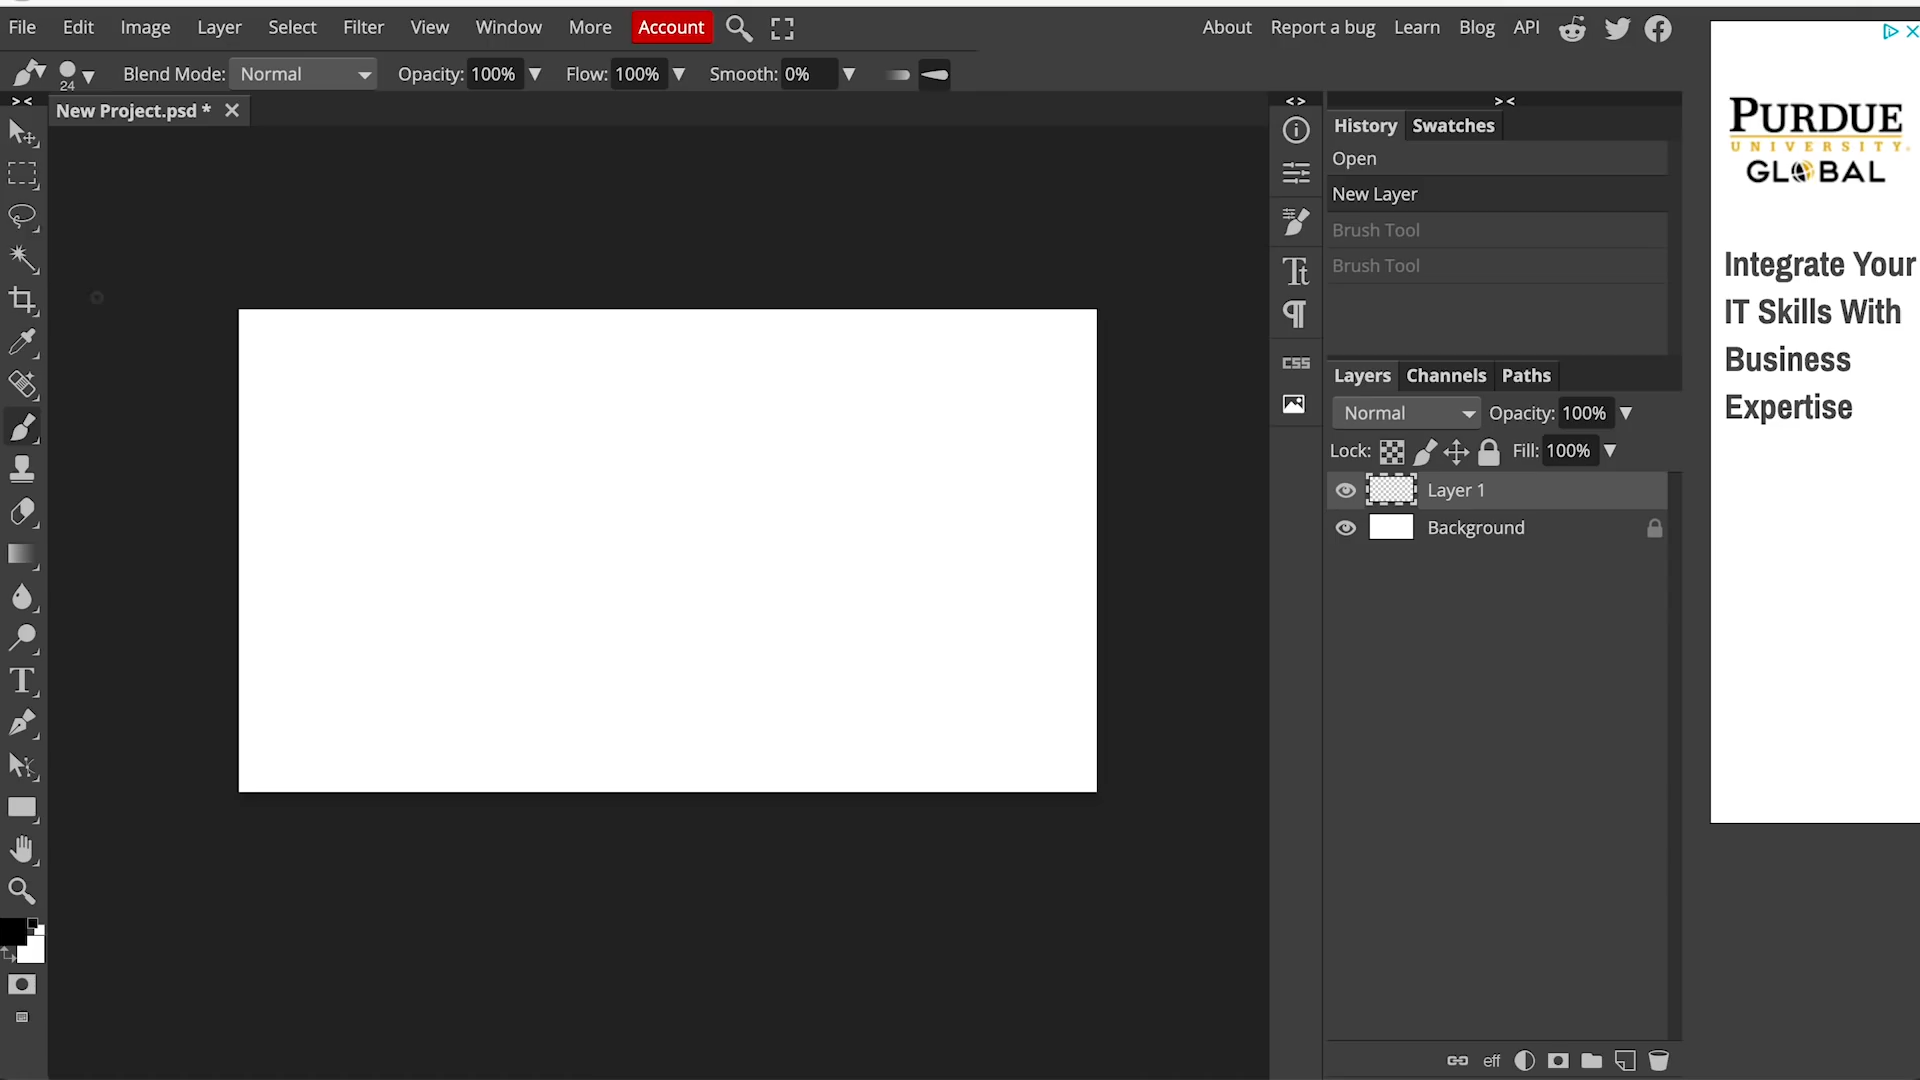 File Edit Image Layer Select Filter View Window More Account About Report a bug Learn Blog API
24 Blend Mode: Normal Opacity: 100% Flow: 100% Smooth: 0%
New Project.psd *
History Swatches
Open
New Layer
Brush Tool
Brush Tool
CSS
Layers Channels Paths
Normal Opacity: 100%
Lock: Fill: 100%
Layer 1
Background
eff
PURDUE
UNIVERSITY
GLOBAL
Integrate Your
IT Skills With
Business
Expertise